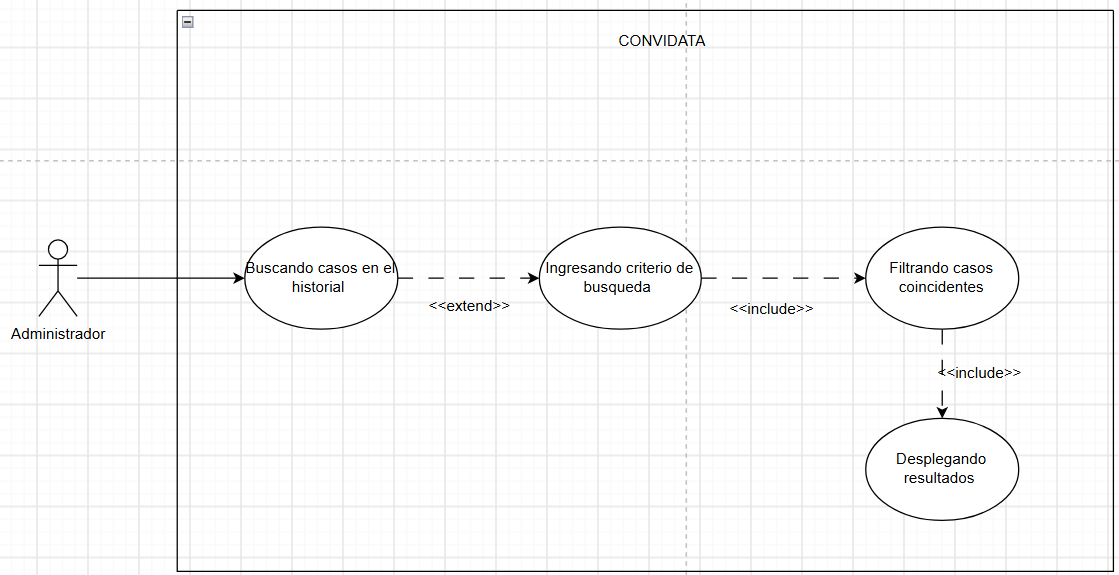 CONVIDATA
Buscando casos en el
historial
<<extend>>
Ingresando criterio de
busqueda
<<include>>
Filtrando casos
coincidentes
Administrador
<<include>>
Desplegando
resultados